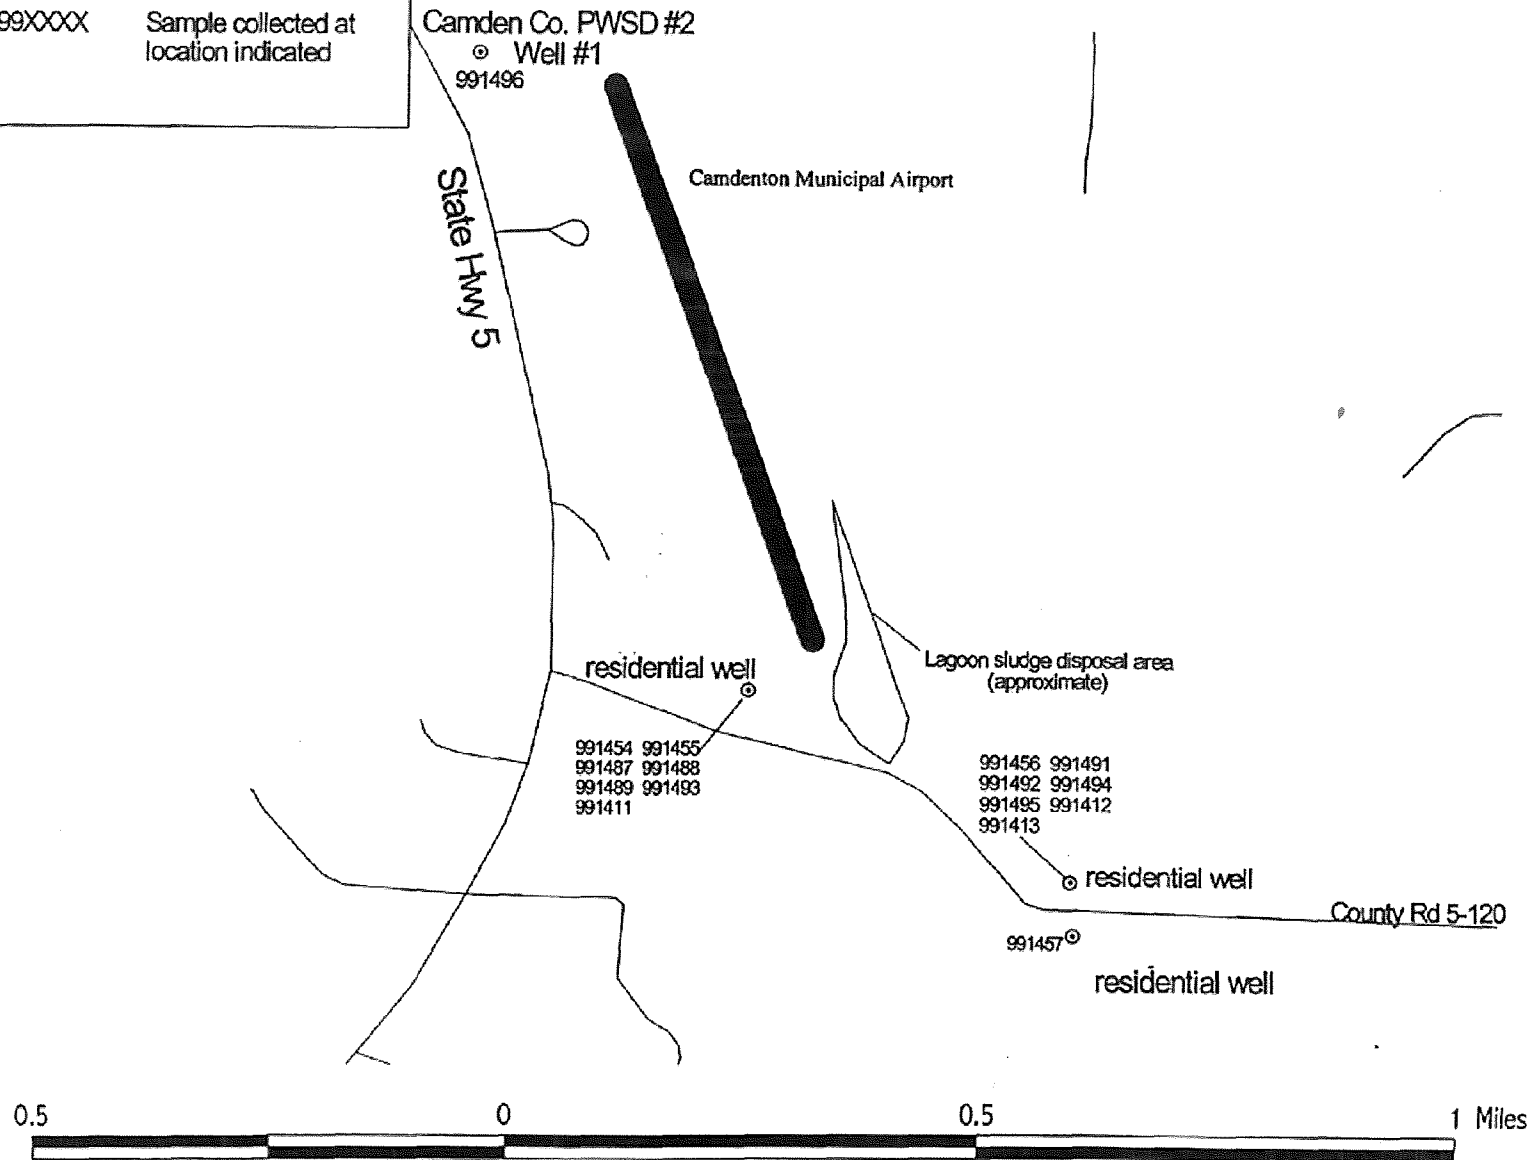 99XXXX Sample collected at
location indicated
Camden Co. PWSD #2
Well #1
991496
Camdenton Municipal Airport
State Hwy 5
residential well
Lagoon sludge disposal area
(approximate)
991454 991455
991487 991488
991489 991493
991411
991456 991491
991492 991494
991495 991412
991413
residential well
County Rd 5-120
991457
residential well
0.5 0 0.5 1 Miles